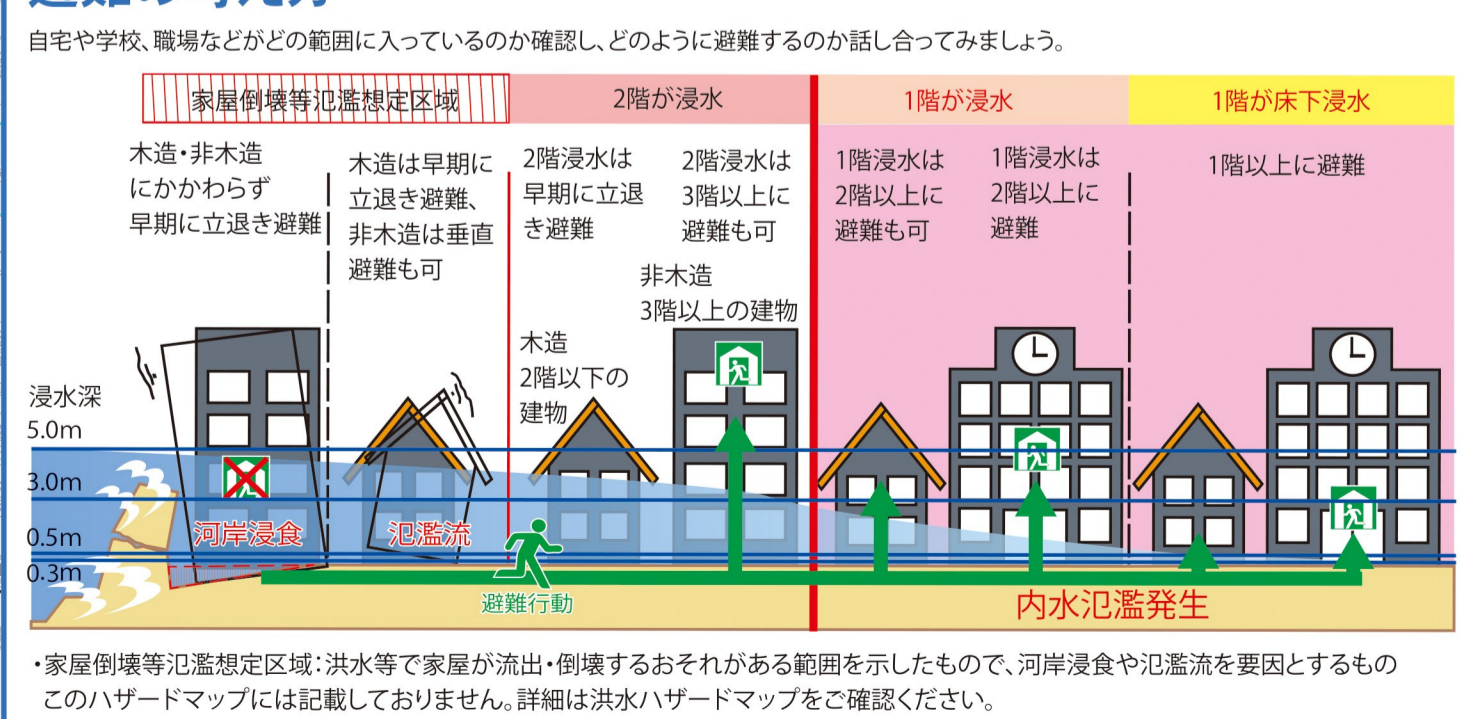 自宅や学校、職場などがどの範囲に入っているのか確認し、どのように避難するのか話し合ってみましょう。
家屋倒壊等氾濫想定区域
2階が浸水
1階が浸水
1階が床下浸水
木造・非木造
にかかわらず
早期に立退き避難
木造は早期に
立退き避難、
非木造は垂直
避難も可
2階浸水は
早期に立退
き避難
2階浸水は
3階以上に
避難も可
1階浸水は
2階以上に
避難も可
1階浸水は
2階以上に
避難
1階以上に避難
非木造
3階以上の建物
木造
2階以下の
建物
浸水深
5.0m
3.0m
0.5m
0.3m
河岸浸食
氾濫流
避難行動
内水氾濫発生
・家屋倒壊等氾濫想定区域：洪水等で家屋が流出・倒壊するおそれがある範囲を示したもので、河岸浸食や氾濫流を要因とするもの
このハザードマップには記載しておりません。詳細は洪水ハザードマップをご確認ください。